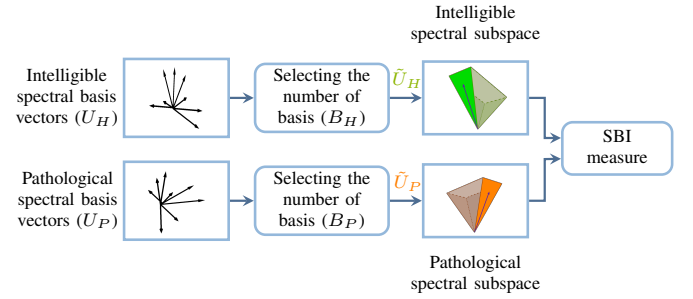 Intelligible
spectral subspace
Intelligible
spectral basis
vectors (U_H)
Selecting the
number of
basis (B_H)
Ũ_H
SBI
measure
Pathological
spectral basis
vectors (U_P)
Selecting the
number of
basis (B_P)
Ũ_P
Pathological
spectral subspace